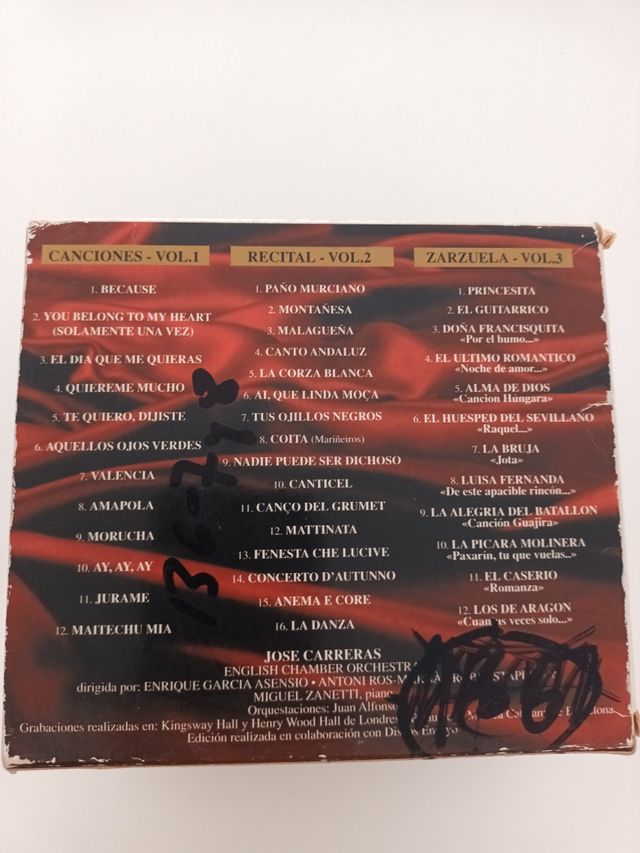 CANCIONES - VOL.1
1. BECAUSE
2. YOU BELONG TO MY HEART
(SOLAMENTE UNA VEZ)
3. EL DIA QUE ME QUIERAS
4. QUIEREME MUCHO
5. TE QUIERO, DIJISTE
6. AQUELLOS OJOS VERDES
7. VALENCIA
8. AMAPOLA
9. MORUCHA
10. AY, AY, AY
11. JURAME
12. MAITECHU MIA
RECITAL - VOL.2
1. PAÑO MURCIANO
2. MONTAÑESA
3. MALAGUEÑA
4. CANTO ANDALUZ
5. LA CORZA BLANCA
6. AI, QUE LINDA MOÇA
7. TUS OJILLOS NEGROS
8. COITA (Mariñeiros)
9. NADIE PUEDE SER DICHOSO
10. CANTICEL
11. CANÇO DEL GRUMET
12. MATTINATA
13. FENESTA CHE LUCIVE
14. CONCERTO D'AUTUNNO
15. ANEMA E CORE
16. LA DANZA
ZARZUELA - VOL.3
1. PRINCESITA
2. EL GUITARRICO
3. DOÑA FRANCISQUITA
«Por el humo...»
4. EL ULTIMO ROMANTICO
«Noche de amor...»
5. ALMA DE DIOS
«Cancion Húngara»
6. EL HUESPED DEL SEVILLANO
«Raquel...»
7. LA BRUJA
«Jota»
8. LUISA FERNANDA
«De este apacible rincón...»
9. LA ALEGRIA DEL BATALLON
«Canción Guajira»
10. LA PICARA MOLINERA
«Paxarín, tu que vuelas..»
11. EL CASERIO
«Romanza»
12. LOS DE ARAGON
«Cuantas veces solo...»
JOSE CARRERAS
ENGLISH CHAMBER ORCHESTRA
dirigida por: ENRIQUE GARCIA ASENSIO • ANTONI ROS-
MIGUEL ZANETTI, piano
Orquestaciones: Juan Alfonso
Grabaciones realizadas en: Kingsway Hall y Henry Wood Hall de Londres
Edición realizada en colaboración con Discos Ensayo